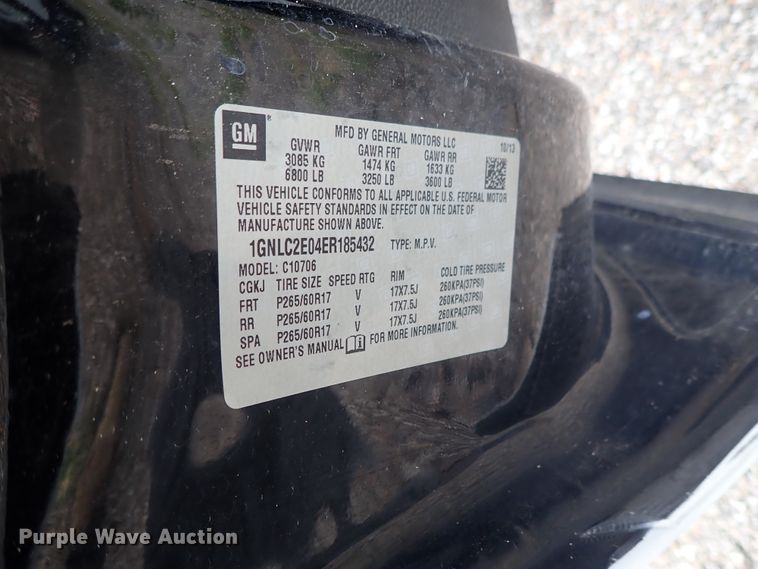 GM®
MFD BY GENERAL MOTORS LLC 10/13
GVWR GAWR FRT GAWR RR
3085 KG 1474 KG 1633 KG
6800 LB 3250 LB 3600 LB
THIS VEHICLE CONFORMS TO ALL APPLICABLE U.S. FEDERAL MOTOR
VEHICLE SAFETY STANDARDS IN EFFECT ON THE DATE OF
MANUFACTURE SHOWN ABOVE.
1GNLC2E04ER185432 TYPE: M.P.V.
MODEL: C10706
CGKJ TIRE SIZE SPEED RTG RIM COLD TIRE PRESSURE
FRT P265/60R17 V 17X7.5J 260KPA(37PSI)
RR P265/60R17 V 17X7.5J 260KPA(37PSI)
SPA P265/60R17 V 17X7.5J 260KPA(37PSI)
SEE OWNER'S MANUAL FOR MORE INFORMATION.
Purple Wave Auction